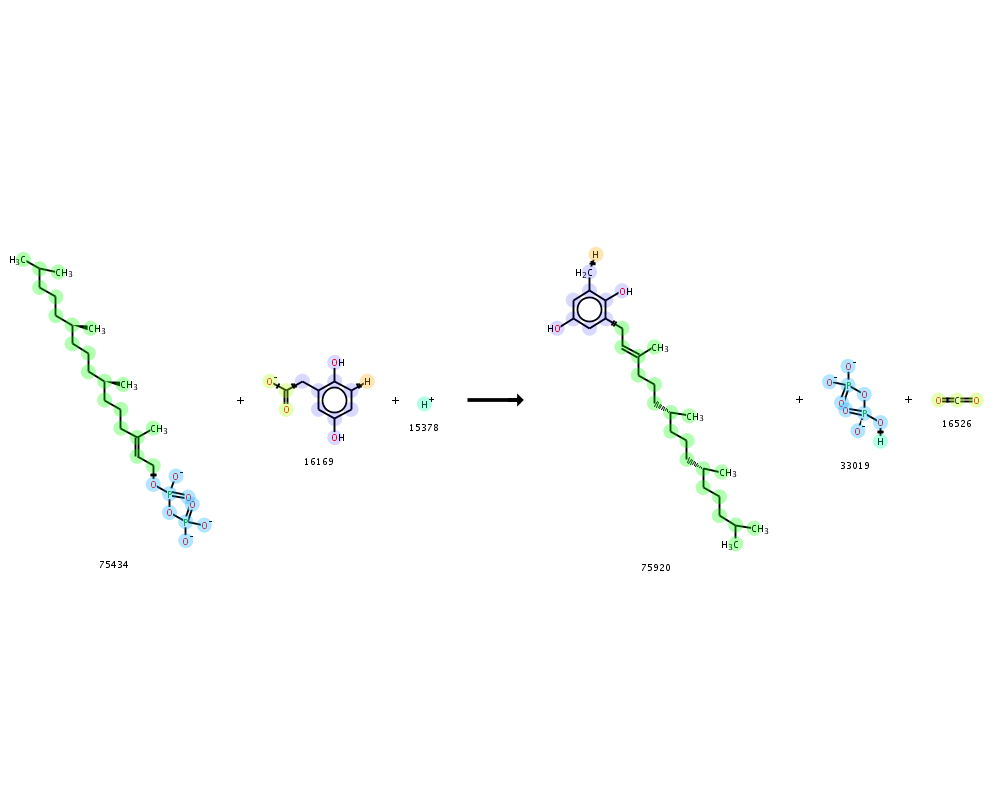 H₃C
CH₃
CH₃
CH₃
CH₃
O
O⁻
P
O
O
O
P
O⁻
O⁻
75434
+
O⁻
O
OH
H
OH
16169
+
H⁺
15378
H
H₂C
OH
HO
CH₃
CH₃
CH₃
CH₃
H₃C
75920
+
O⁻
O⁻
P
O
O
O
P
O
O
H
33019
+
O C O
16526